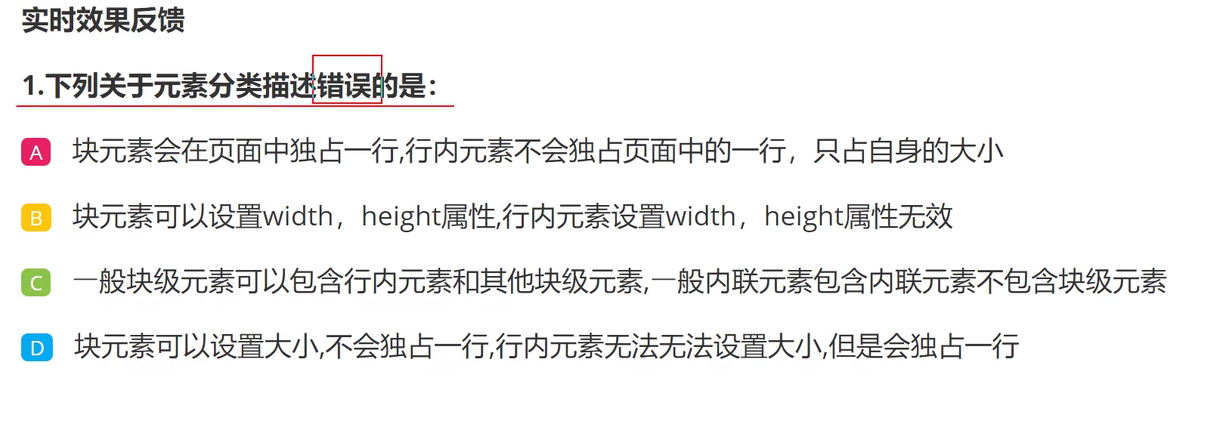 实时效果反馈
1.下列关于元素分类描述错误的是：
A 块元素会在页面中独占一行,行内元素不会独占页面中的一行，只占自身的大小
B 块元素可以设置width，height属性,行内元素设置width，height属性无效
C 一般块级元素可以包含行内元素和其他块级元素,一般内联元素包含内联元素不包含块级元素
D 块元素可以设置大小,不会独占一行,行内元素无法无法设置大小,但是会独占一行